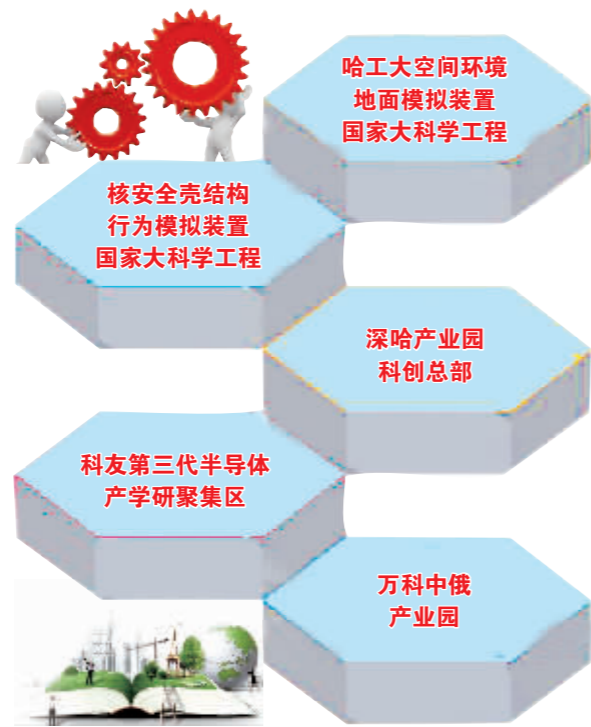 哈工大空间环境
地面模拟装置
国家大科学工程
核安全壳结构
行为模拟装置
国家大科学工程
深哈产业园
科创总部
科友第三代半导体
产学研聚集区
万科中俄
产业园